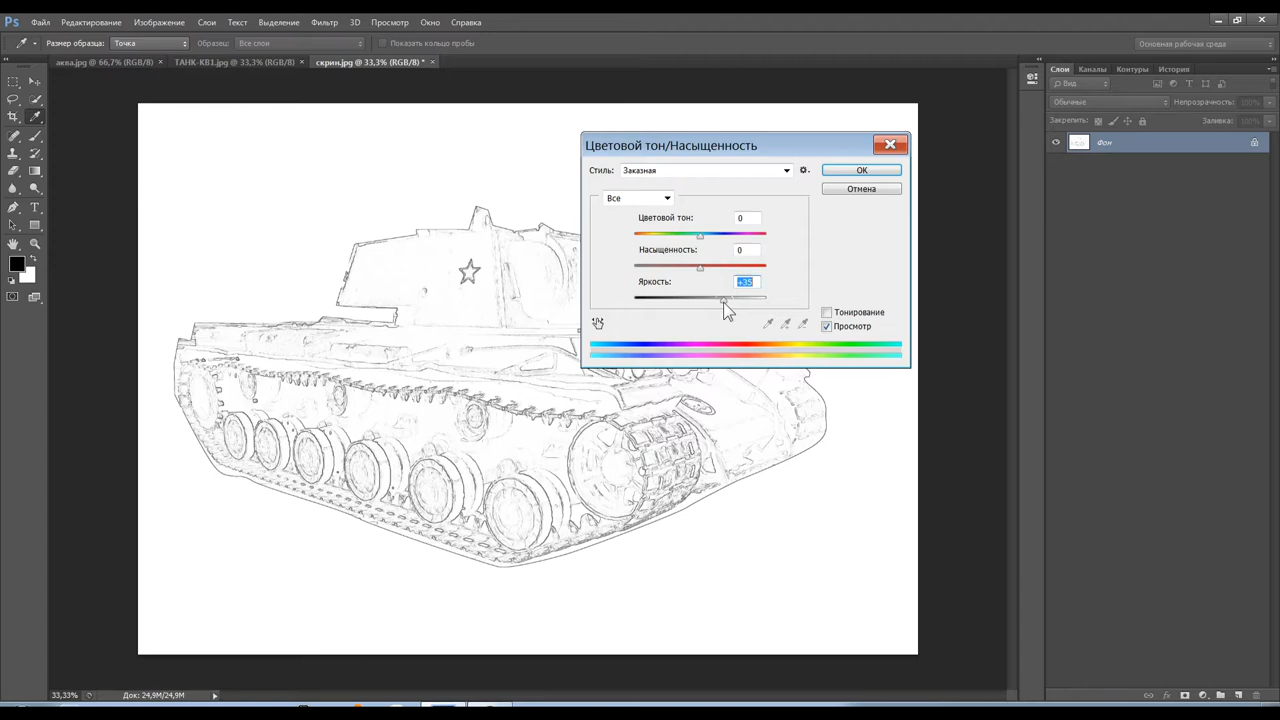 Ps Файл Редактирование Изображение Слои Текст Выделение Фильтр 3D Просмотр Окно Справка
Размер образца: Точка Образец: Все слои Показать кольцо пробы Основная рабочая среда
аква.jpg @ 66,7% (RGB/8) × ТАНК-КВ1.jpg @ 33,3% (RGB/8) × скрин.jpg @ 33,3% (RGB/8) * ×
Слои Каналы Контуры История
Вид
Обычные Непрозрачность: 100%
Закрепить: Заливка: 100%
Фон
Цветовой тон/Насыщенность
Стиль: Заказная OK
Отмена
Все
Цветовой тон: 0
Насыщенность: 0
Яркость: +35
Тонирование
Просмотр
33,33% Док: 24,9M/24,9M